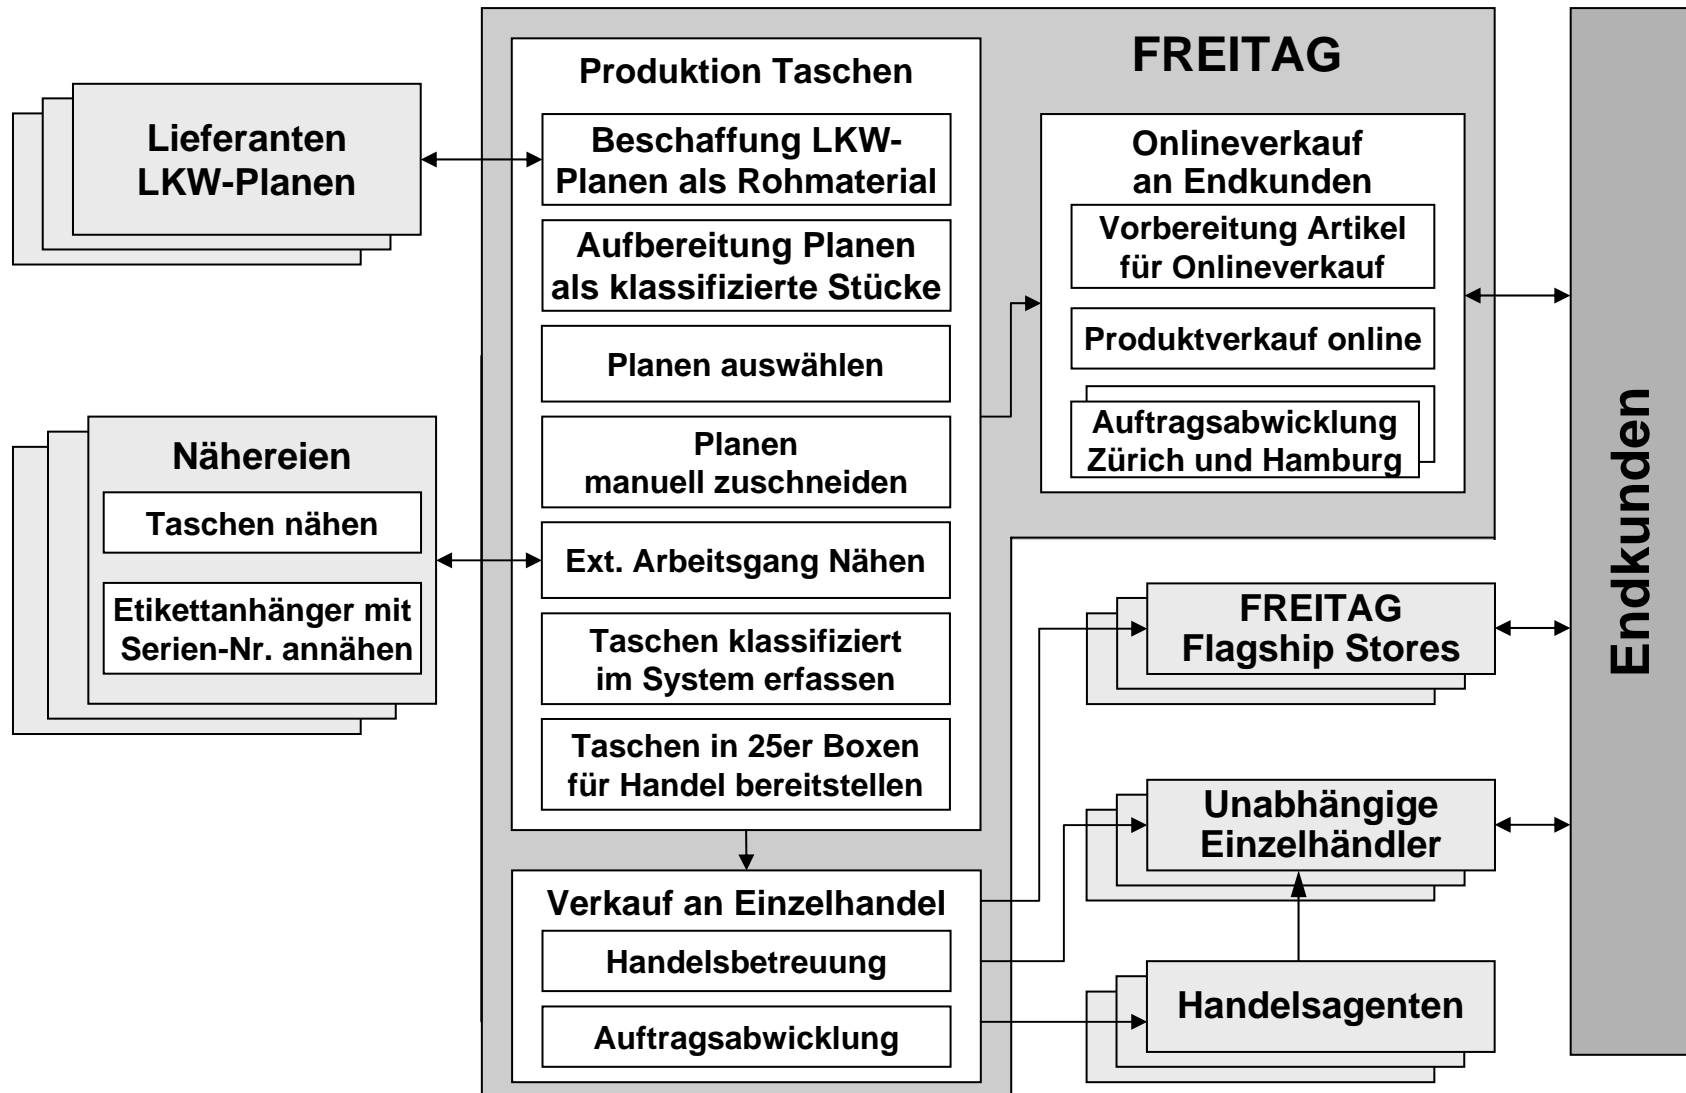 FREITAG
Lieferanten
LKW-Planen
Nähereien
Taschen nähen
Etikettanhänger mit
Serien-Nr. annähen
Produktion Taschen
Beschaffung LKW-
Planen als Rohmaterial
Aufbereitung Planen
als klassifizierte Stücke
Planen auswählen
Planen
manuell zuschneiden
Ext. Arbeitsgang Nähen
Taschen klassifiziert
im System erfassen
Taschen in 25er Boxen
für Handel bereitstellen
Verkauf an Einzelhandel
Handelsbetreuung
Auftragsabwicklung
Onlineverkauf
an Endkunden
Vorbereitung Artikel
für Onlineverkauf
Produktverkauf online
Auftragsabwicklung
Zürich und Hamburg
FREITAG
Flagship Stores
Unabhängige
Einzelhändler
Handelsagenten
Endkunden